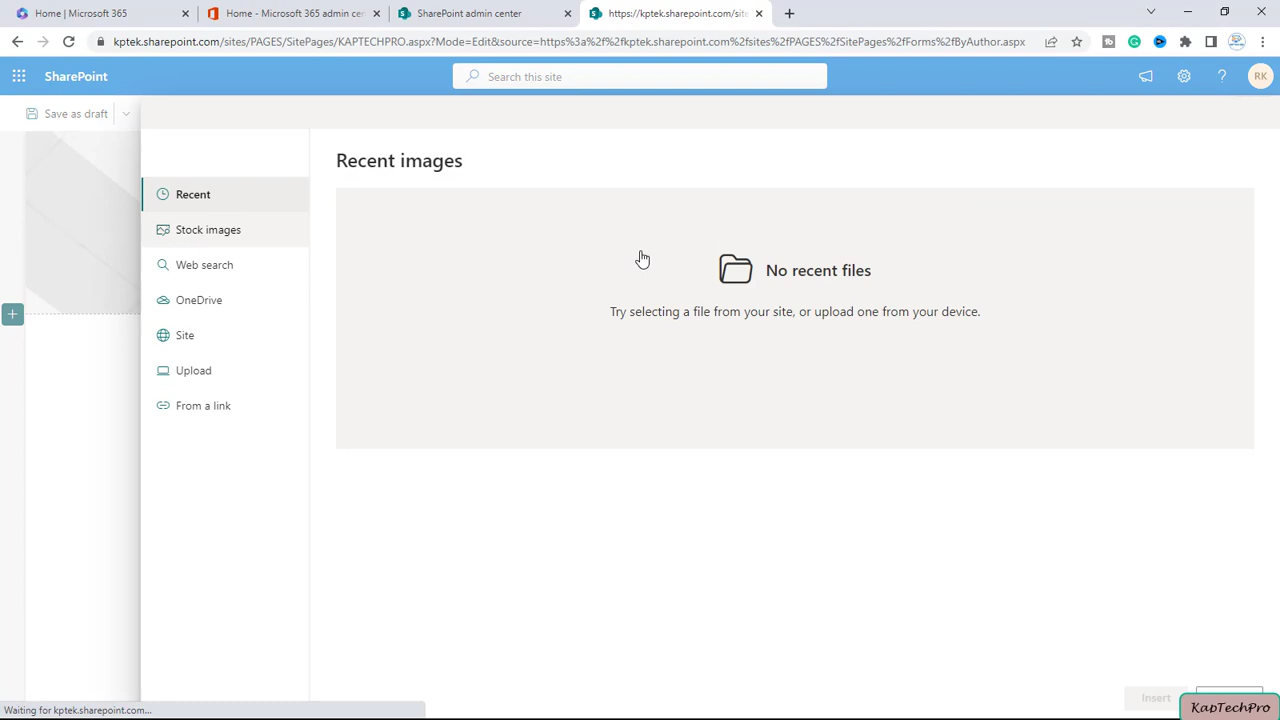 Home | Microsoft 365
Home - Microsoft 365 admin cen
SharePoint admin center
https://kptek.sharepoint.com/site
kptek.sharepoint.com/sites/PAGES/SitePages/KAPTECHPRO.aspx?Mode=Edit&source=https%3a%2f%2fkptek.sharepoint.com%2fsites%2fPAGES%2fSitePages%2fForms%2fByAuthor.aspx
SharePoint
Search this site
RK
Save as draft
Recent images
Recent
Stock images
Web search
No recent files
OneDrive
Try selecting a file from your site, or upload one from your device.
Site
Upload
From a link
Insert
KapTechPro
Waiting for kptek.sharepoint.com...